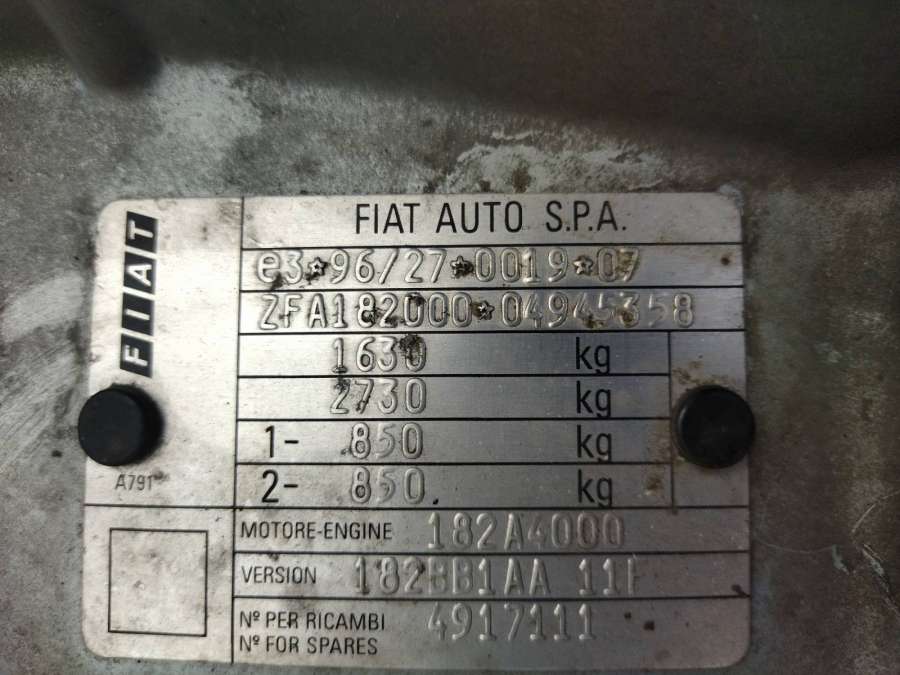 FIAT
FIAT AUTO S.P.A.
e3*96/27*0019*07
ZFA182000*04945358
1630 kg
2730 kg
1- 850 kg
2- 850 kg
A791
MOTORE-ENGINE 182A4000
VERSION 182BB1AA
Nº PER RICAMBI 4917111
Nº FOR SPARES